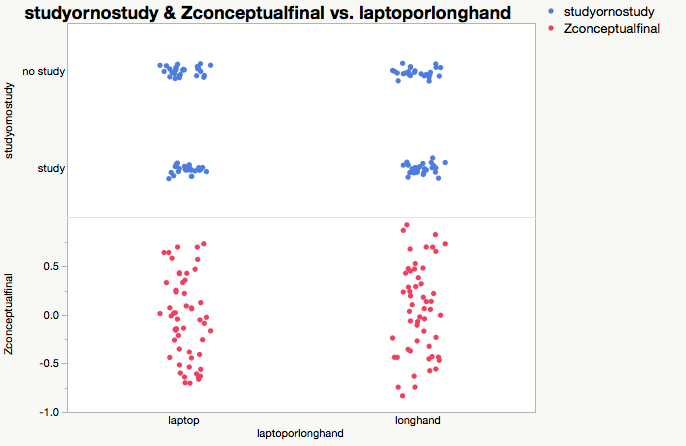 studyornostudy & Zconceptualfinal vs. laptoporlonghand
studyornostudy
Zconceptualfinal
no study
study
studyornostudy
0.5
0.0
-0.5
-1.0
Zconceptualfinal
laptop
longhand
laptoporlonghand